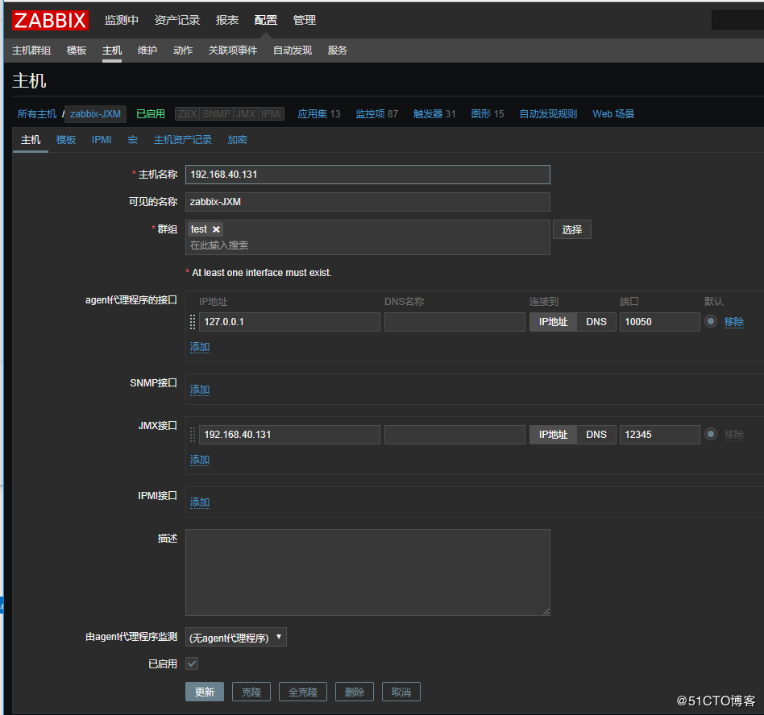 ZABBIX 监测中 资产记录 报表 配置 管理
主机群组 模板 主机 维护 动作 关联项事件 自动发现 服务
主机
所有主机 / zabbix-JXM 已启用 ZBX SNMP JMX IPMI 应用集 13 监控项 87 触发器 31 图形 15 自动发现规则 Web 场景
主机 模板 IPMI 宏 主机资产记录 加密
* 主机名称 192.168.40.131
可见的名称 zabbix-JXM
* 群组 test × 选择
在此输入搜索
* At least one interface must exist.
agent代理程序的接口 IP地址 DNS名称 连接到 端口 默认
127.0.0.1 IP地址 DNS 10050 移除
添加
SNMP接口 添加
JMX接口 192.168.40.131 IP地址 DNS 12345 移除
添加
IPMI接口 添加
描述
由agent代理程序监测 (无agent代理程序)
已启用
更新 克隆 全克隆 删除 取消
@51CTO博客